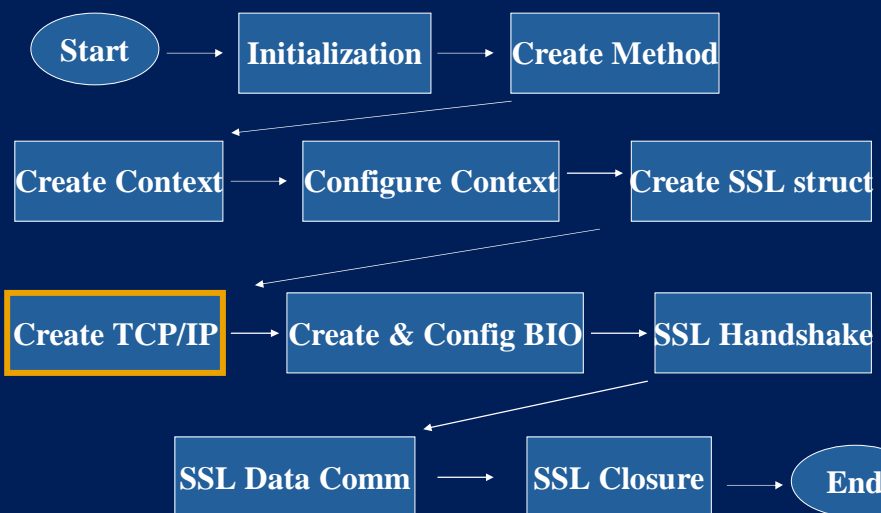 Start
Initialization
Create Method
Create Context
Configure Context
Create SSL struct
Create TCP/IP
Create & Config BIO
SSL Handshake
SSL Data Comm
SSL Closure
End